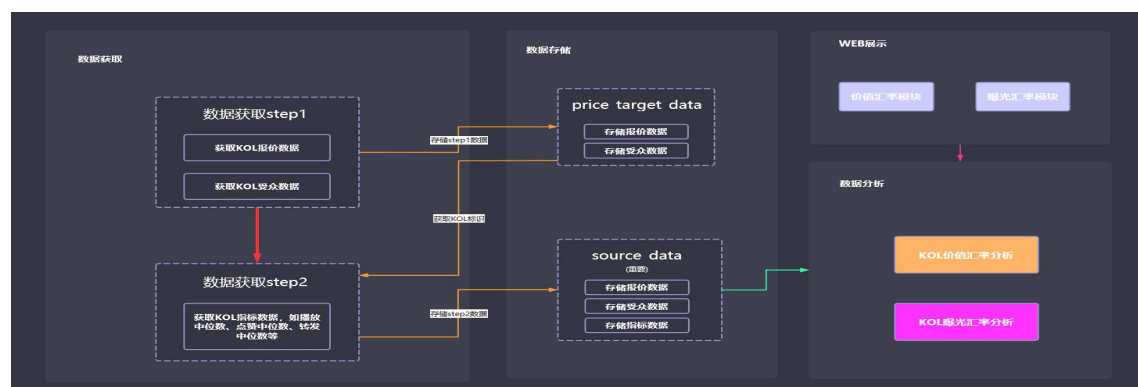 数据获取
数据获取step1
获取KOL报价数据
获取KOL受众数据
数据获取step2
获取KOL指标数据，如播放
中位数、点赞中位数、转发
中位数等
存储step1数据
获取KOL标识
存储step2数据
数据存储
price target data
存储报价数据
存储受众数据
source data
(重要)
存储报价数据
存储受众数据
存储指标数据
WEB展示
价值汇率模块
曝光汇率模块
数据分析
KOL价值汇率分析
KOL曝光汇率分析